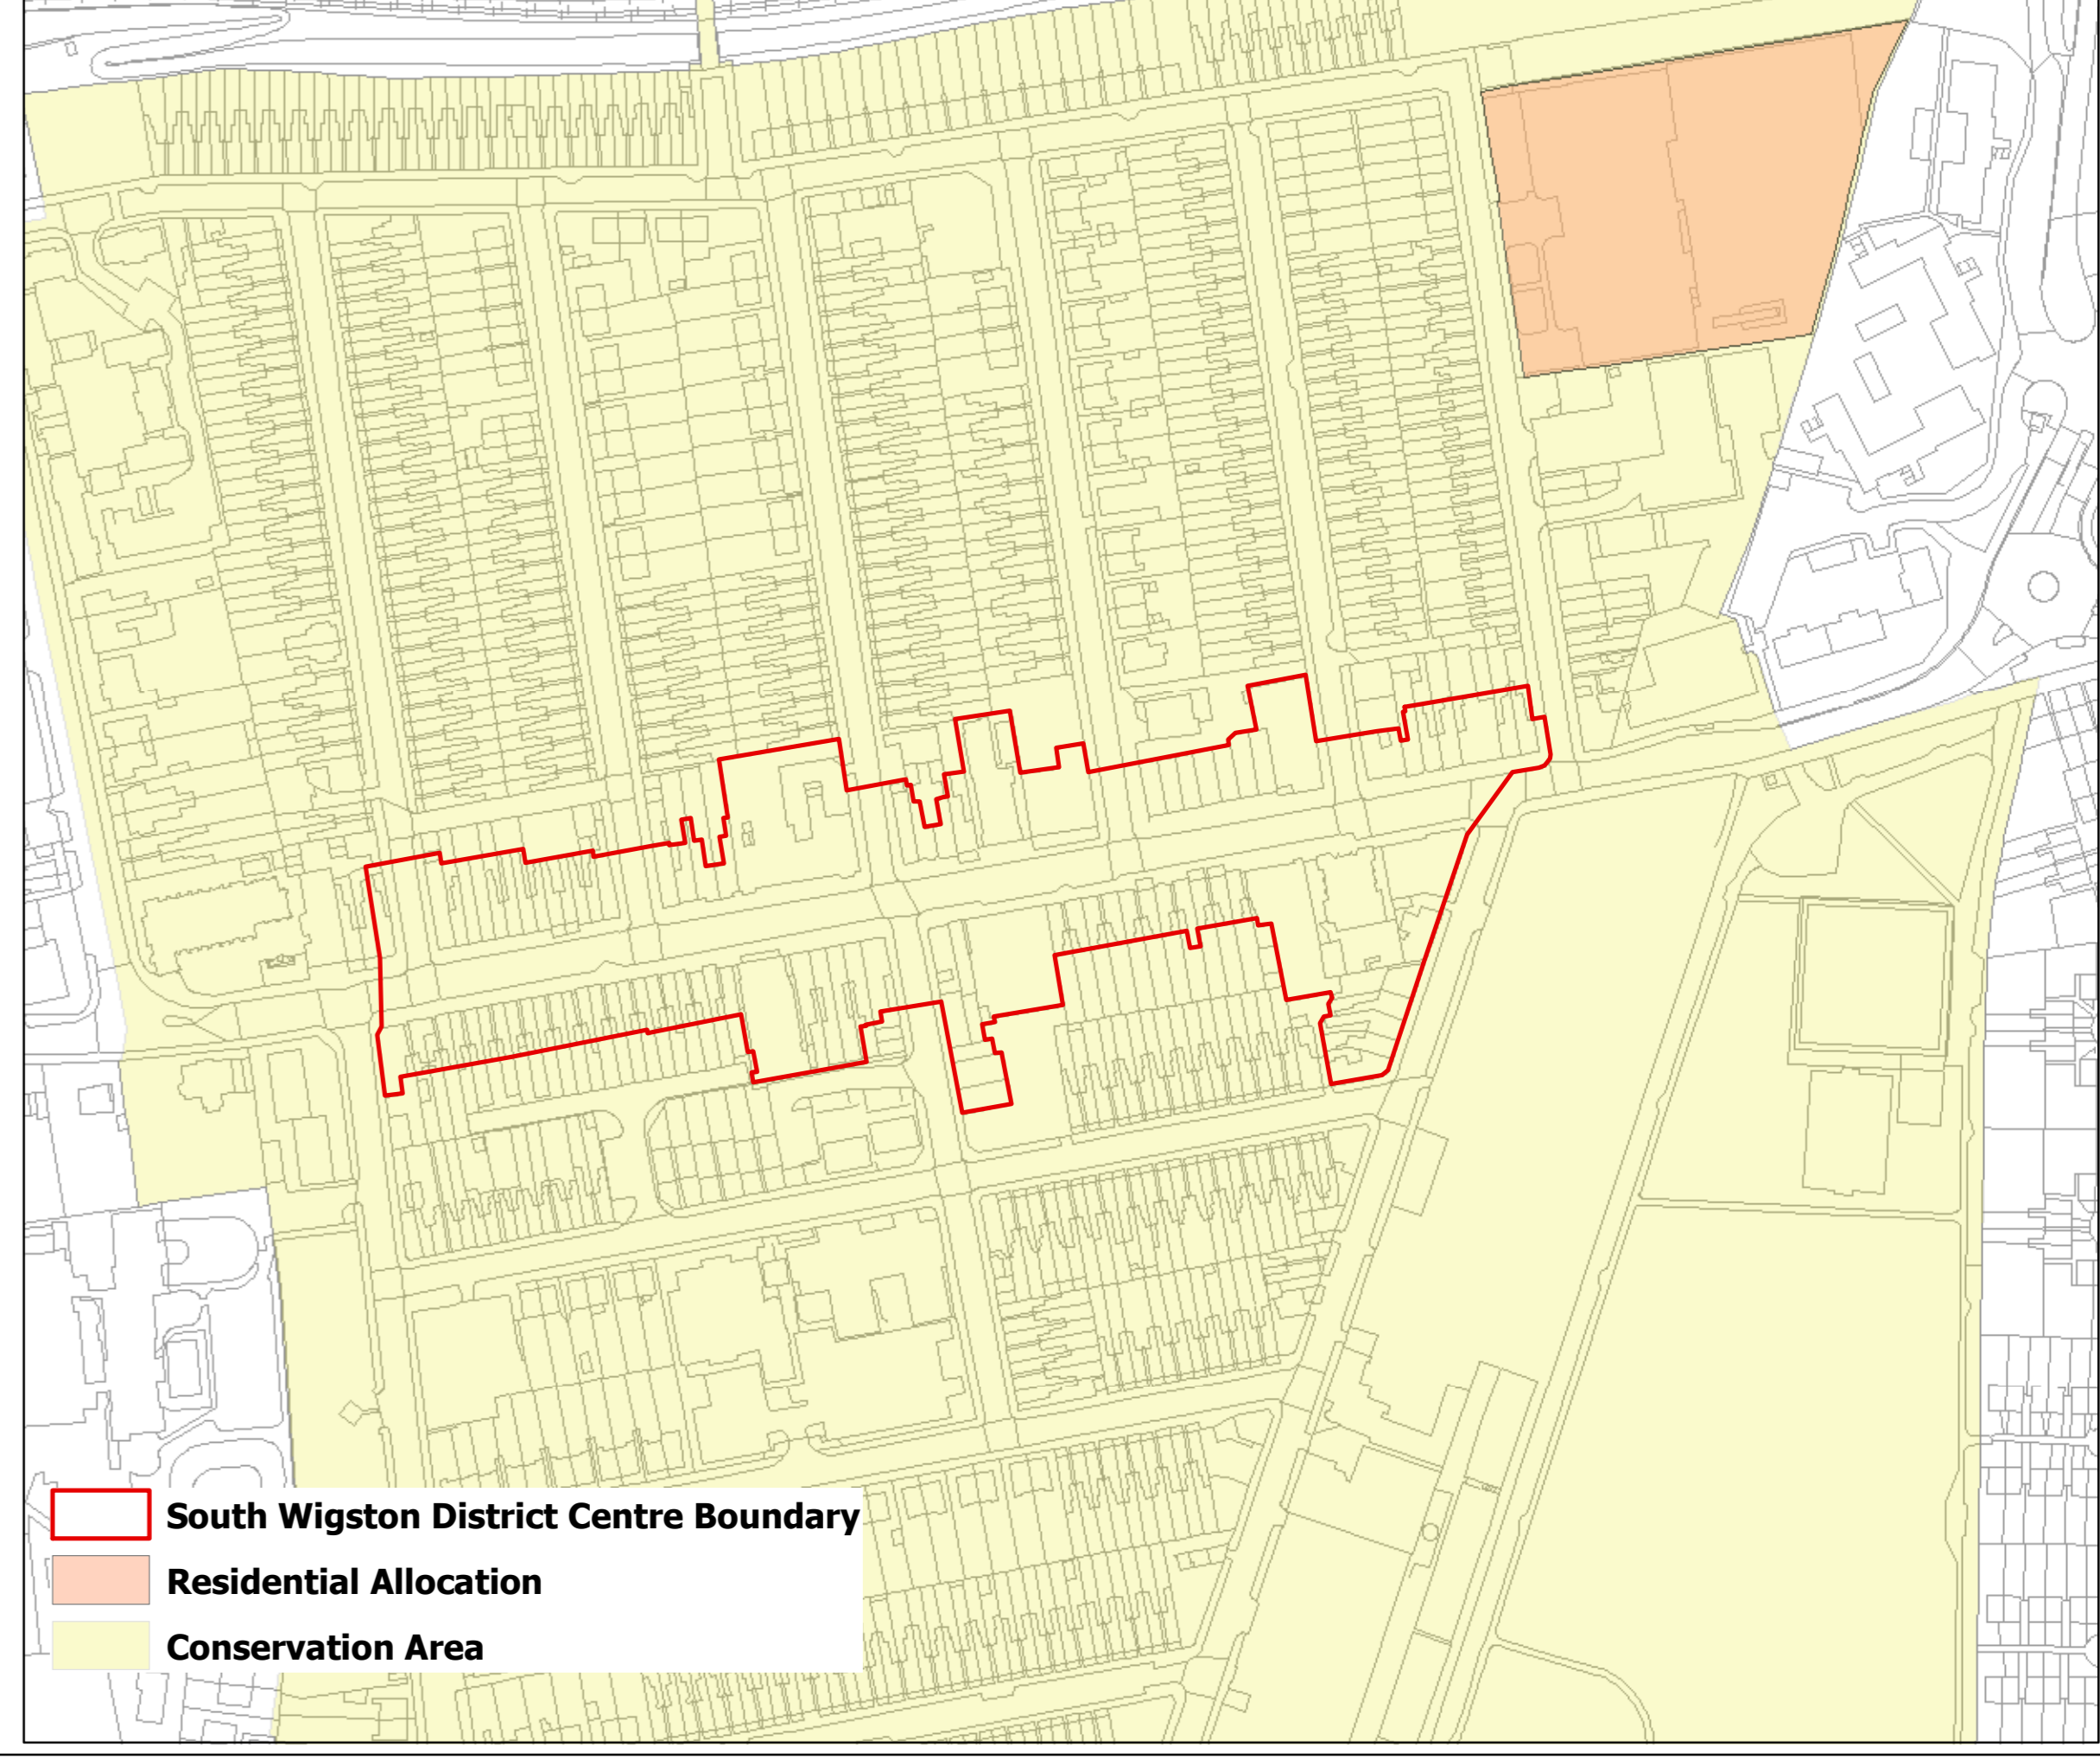 South Wigston District Centre Boundary
Residential Allocation
Conservation Area